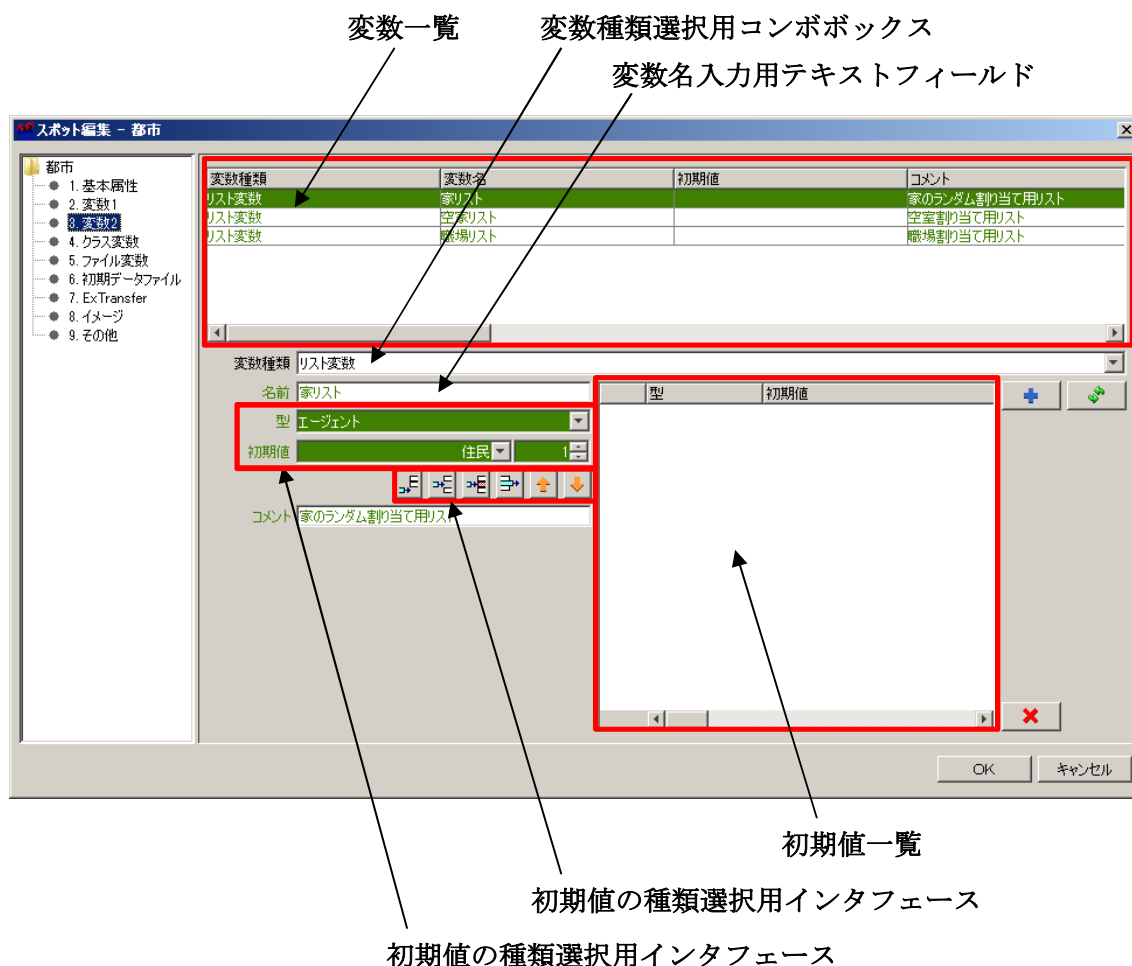 変数一覧
変数種類選択用コンボボックス
変数名入力用テキストフィールド
スポット編集 - 都市
都市
1. 基本属性
2. 変数1
3. 変数2
4. クラス変数
5. ファイル変数
6. 初期データファイル
7. ExTransfer
8. イメージ
9. その他
変数種類 変数名 初期値 コメント
リスト変数 家リスト 家のランダム割り当て用リスト
リスト変数 空家リスト 空室割り当て用リスト
リスト変数 職場リスト 職場割り当て用リスト
変数種類 リスト変数
名前 家リスト
型 エージェント
初期値 住民 1
コメント 家のランダム割り当て用リスト
型 初期値
OK キャンセル
初期値一覧
初期値の種類選択用インタフェース
初期値の種類選択用インタフェース